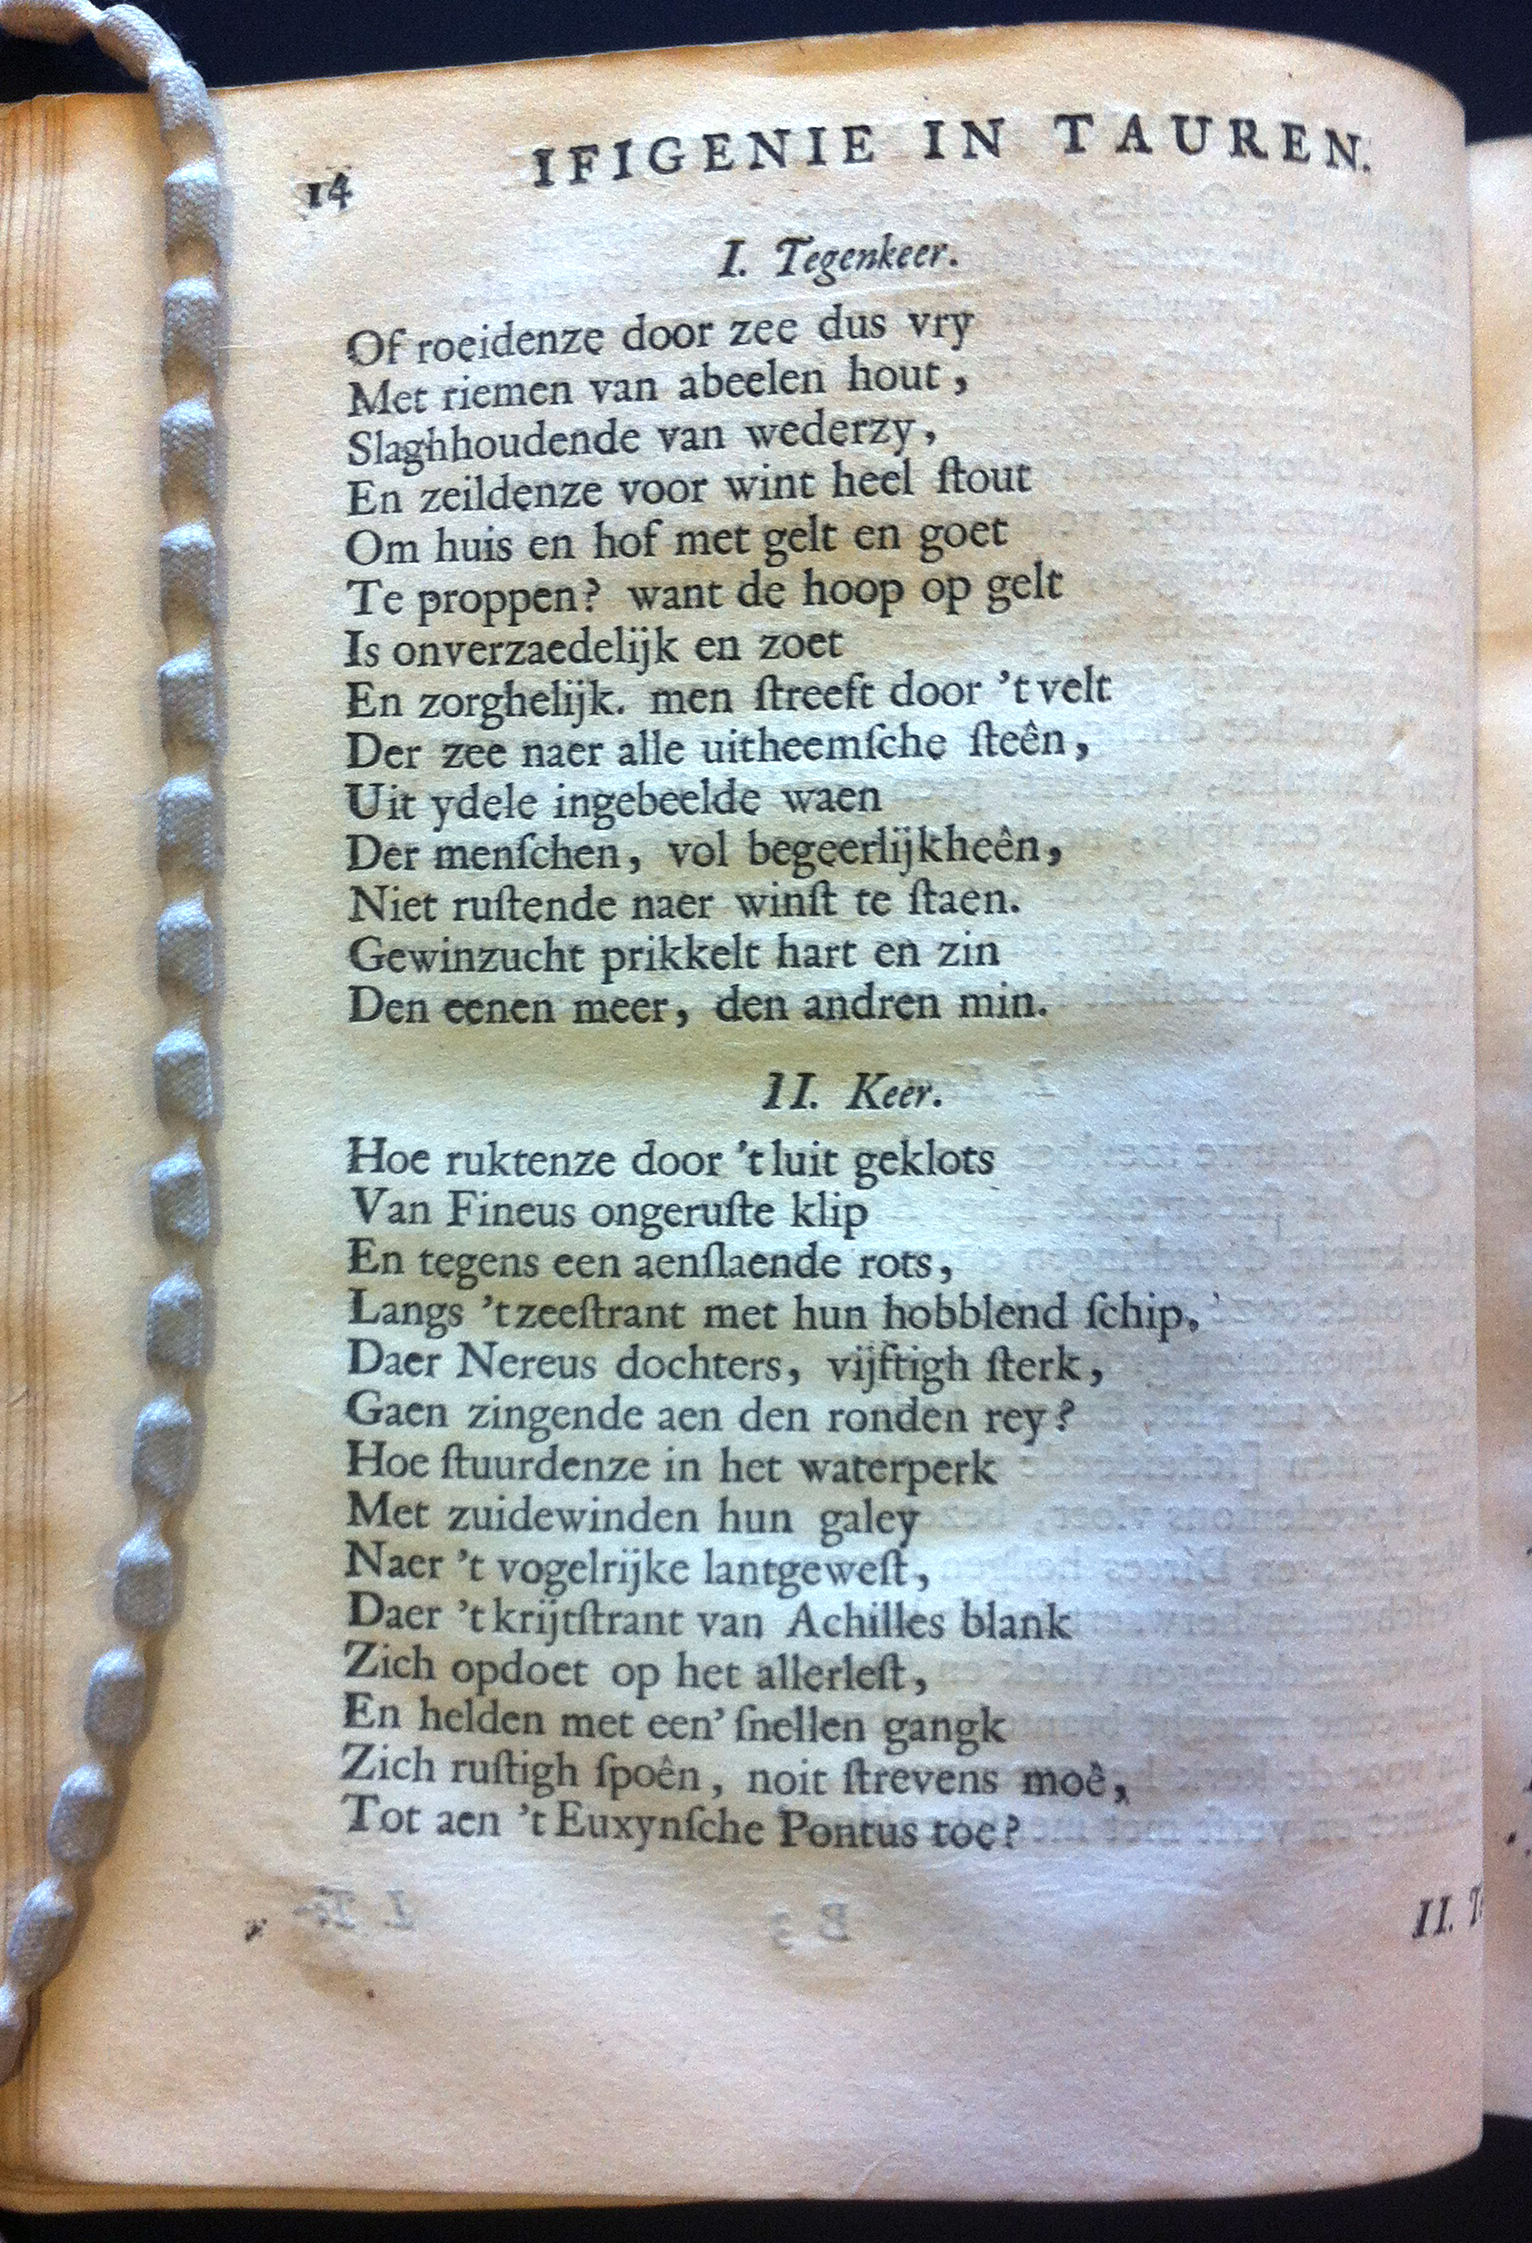 14 IFIGENIE IN TAUREN.
I. Tegenkeer.
Of roeidenze door zee dus vry
Met riemen van abeelen hout,
Slaghhoudende van wederzy,
En zeildenze voor wint heel ſtout
Om huis en hof met gelt en goet
Te proppen? want de hoop op gelt
Is onverzaedelijk en zoet
En zorghelijk. men ſtreeft door 't velt
Der zee naer alle uitheemſche ſteên,
Uit ydele ingebeelde waen
Der menſchen, vol begeerlijkheên,
Niet ruſtende naer winſt te ſtaen.
Gewinzucht prikkelt hart en zin
Den eenen meer, den andren min.
II. Keer.
Hoe ruktenze door 't luit geklots
Van Fineus ongeruſte klip
En tegens een aenſlaende rots,
Langs 't zeeſtrant met hun hobblend ſchip,
Daer Nereus dochters, vijftigh ſterk,
Gaen zingende aen den ronden rey?
Hoe ſtuurdenze in het waterperk
Met zuidewinden hun galey
Naer 't vogelrijke lantgeweſt,
Daer 't krijtſtrant van Achilles blank
Zich opdoet op het allerleſt,
En helden met een' ſnellen gangk
Zich ruſtigh ſpoên, noit ſtrevens moê,
Tot aen 't Euxynſche Pontus toe?
II.